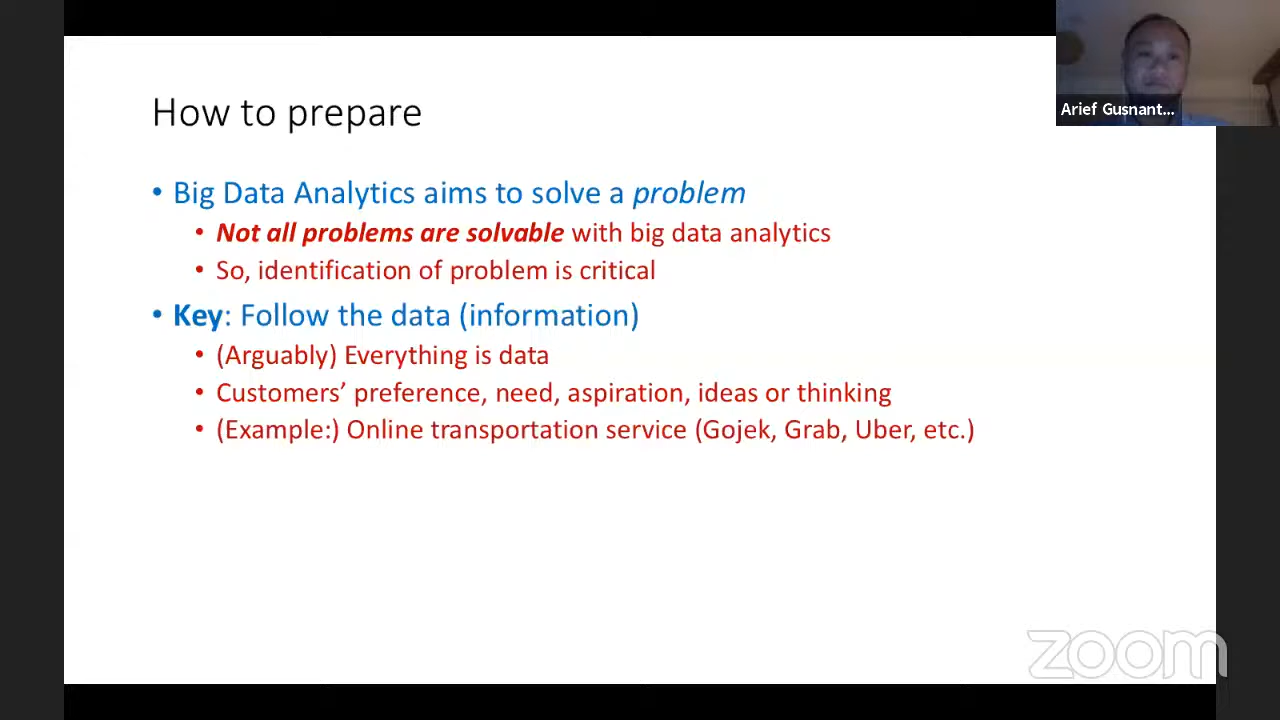 How to prepare
• Big Data Analytics aims to solve a problem
• Not all problems are solvable with big data analytics
• So, identification of problem is critical
• Key: Follow the data (information)
• (Arguably) Everything is data
• Customers’ preference, need, aspiration, ideas or thinking
• (Example:) Online transportation service (Gojek, Grab, Uber, etc.)
Arief Gusnant...
zoom